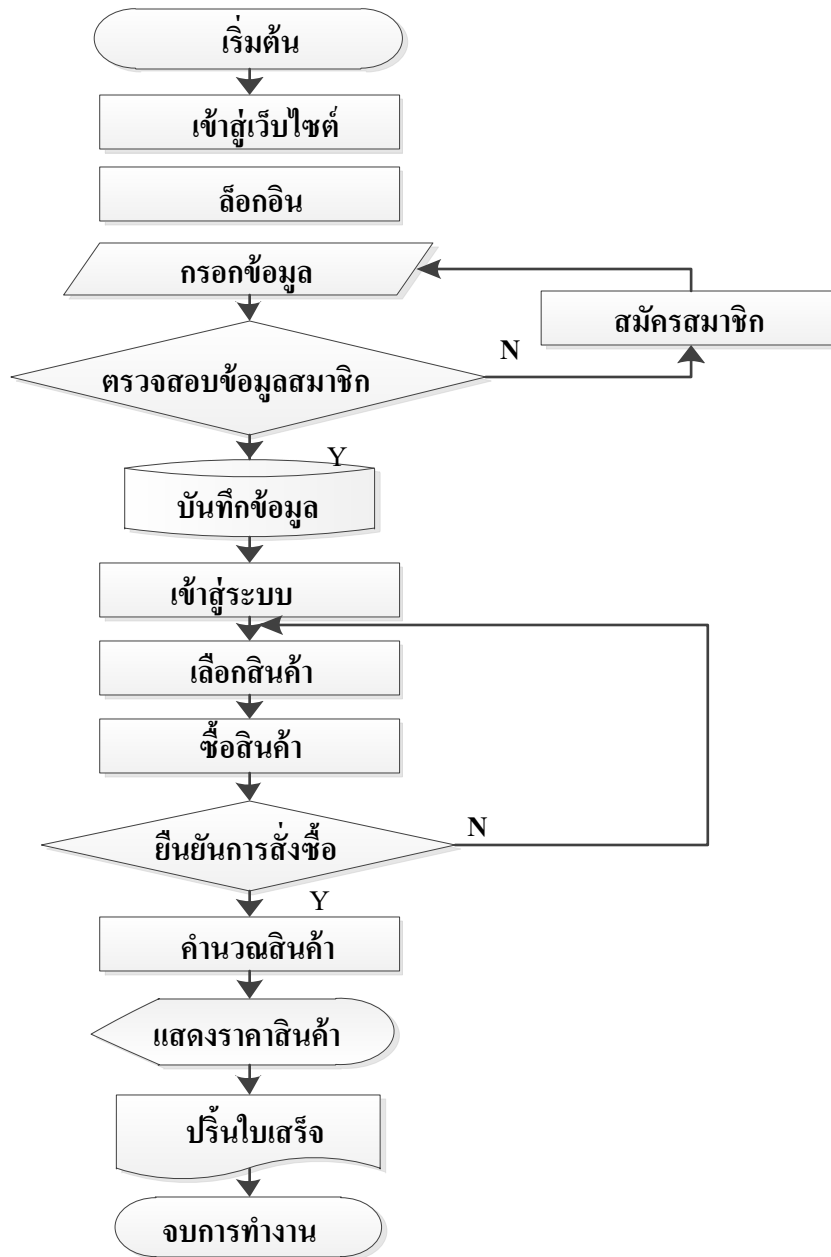 เริ่มต้น
เข้าสู่เว็บไซต์
ล็อกอิน
กรอกข้อมูล
สมัครสมาชิก
N
ตรวจสอบข้อมูลสมาชิก
Y
บันทึกข้อมูล
เข้าสู่ระบบ
เลือกสินค้า
ซื้อสินค้า
N
ยืนยันการสั่งซื้อ
Y
คำนวณสินค้า
แสดงราคาสินค้า
ปริ้นใบเสร็จ
จบการทำงาน